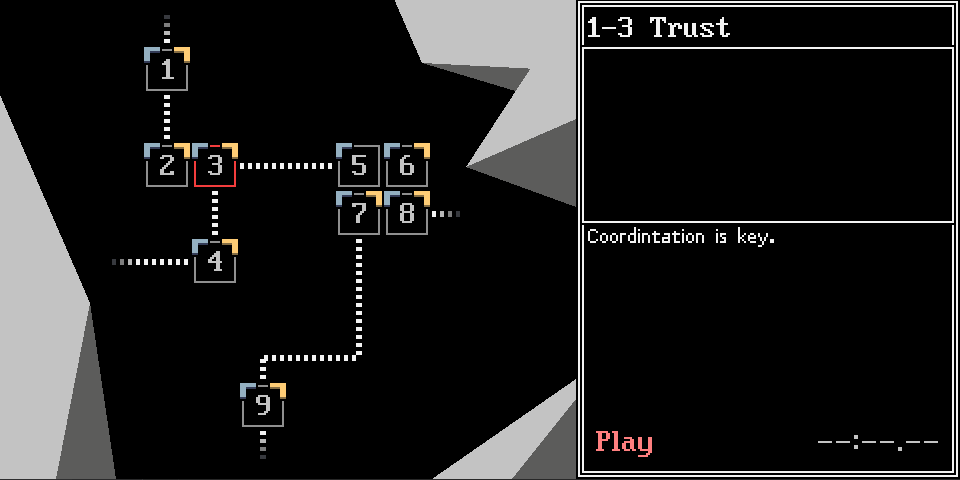 1-3 Trust
1
2 3 5 6
7 8
4
9
Coordintation is key.
Play --:--.--